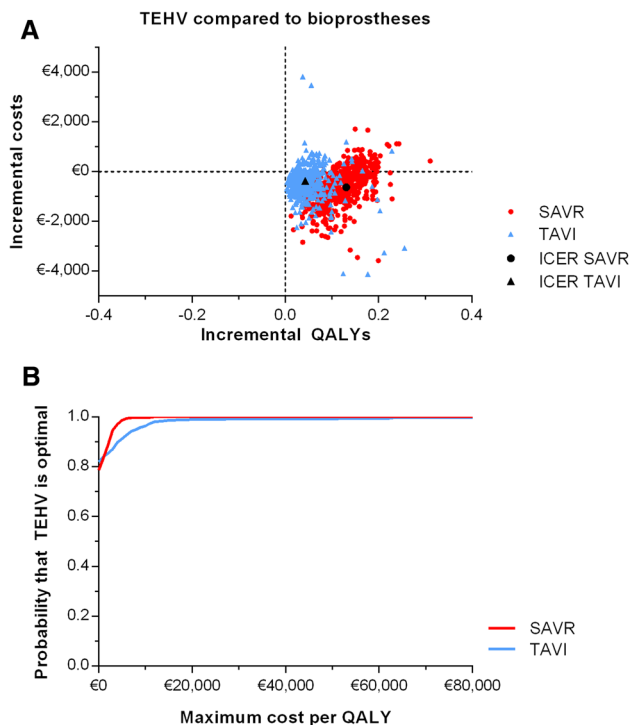 A
TEHV compared to bioprostheses
Incremental costs
€4,000
€2,000
€0
€-2,000
€-4,000
-0.4
-0.2
0.0
0.2
0.4
Incremental QALYs
SAVR
TAVI
ICER SAVR
ICER TAVI
B
Probability that TEHV is optimal
1.0
0.8
0.6
0.4
0.2
0.0
€0
€20,000
€40,000
€60,000
€80,000
Maximum cost per QALY
SAVR
TAVI